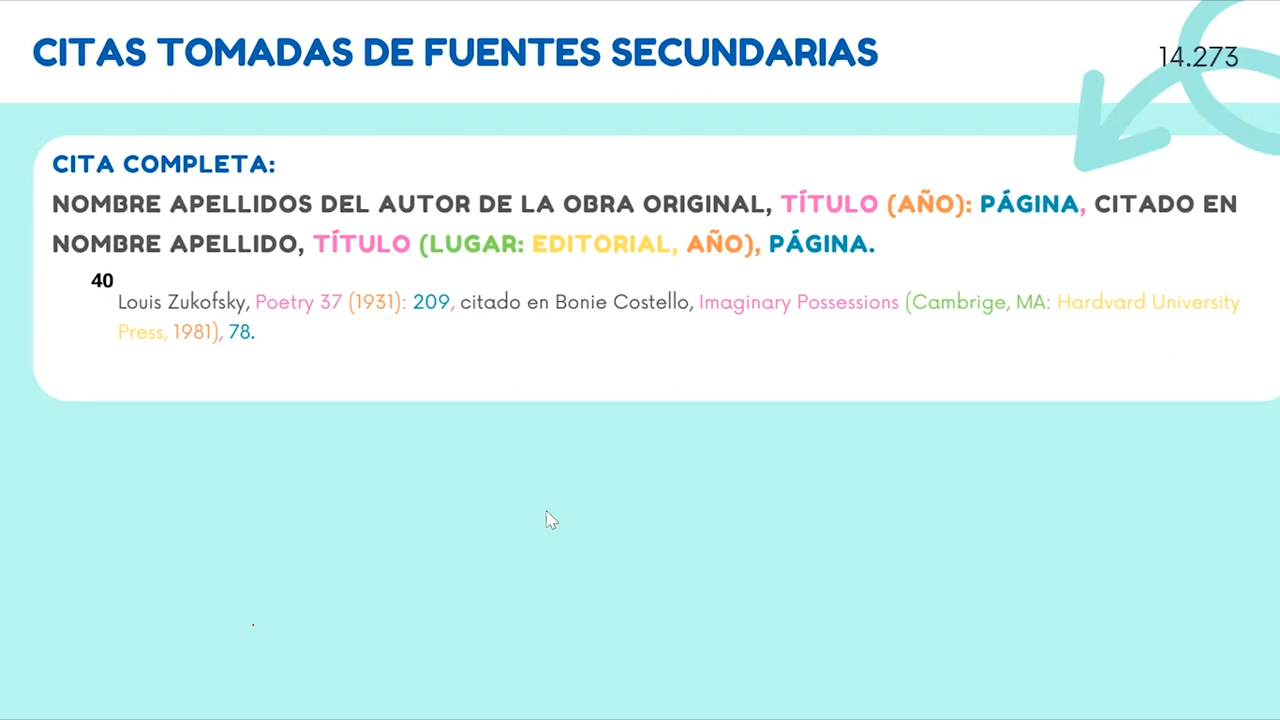 CITAS TOMADAS DE FUENTES SECUNDARIAS
14.273
CITA COMPLETA:
NOMBRE APELLIDOS DEL AUTOR DE LA OBRA ORIGINAL, TÍTULO (AÑO): PÁGINA, CITADO EN
NOMBRE APELLIDO, TÍTULO (LUGAR: EDITORIAL, AÑO), PÁGINA.
40
Louis Zukofsky, Poetry 37 (1931): 209, citado en Bonie Costello, Imaginary Possessions (Cambrige, MA: Hardvard University
Press, 1981), 78.